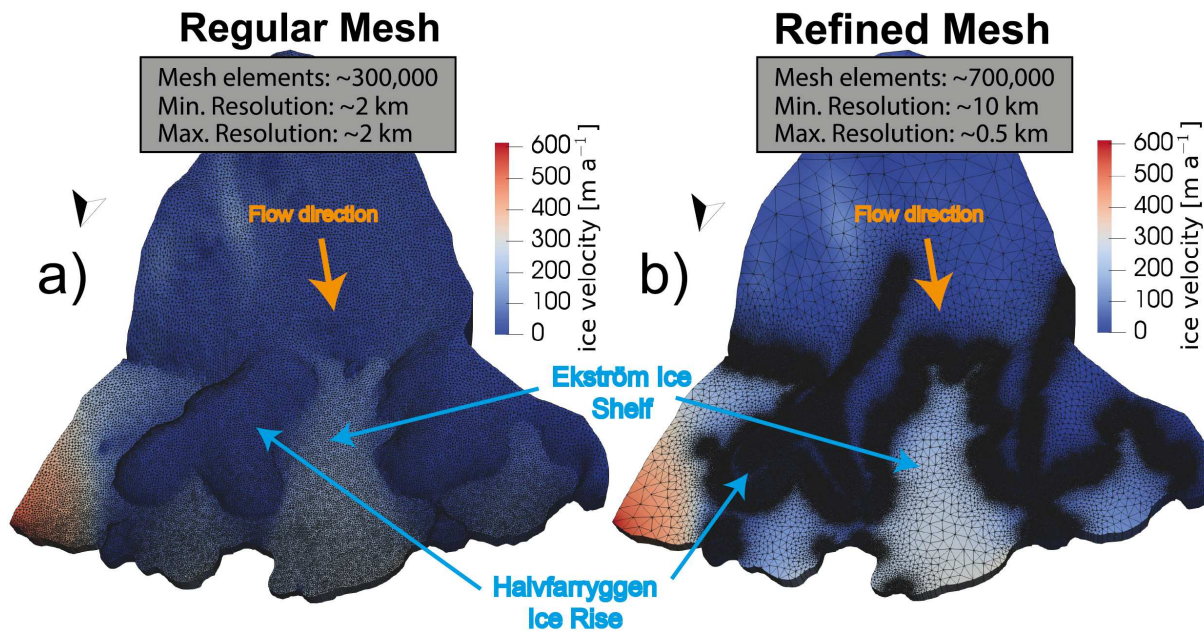 Regular Mesh
Mesh elements: ~300,000
Min. Resolution: ~2 km
Max. Resolution: ~2 km
Flow direction
a)
600
500
400
300
200
100
0
ice velocity [m a⁻¹]
Refined Mesh
Mesh elements: ~700,000
Min. Resolution: ~10 km
Max. Resolution: ~0.5 km
Flow direction
b)
600
500
400
300
200
100
0
ice velocity [m a⁻¹]
Ekström Ice
Shelf
Halvfarryggen
Ice Rise